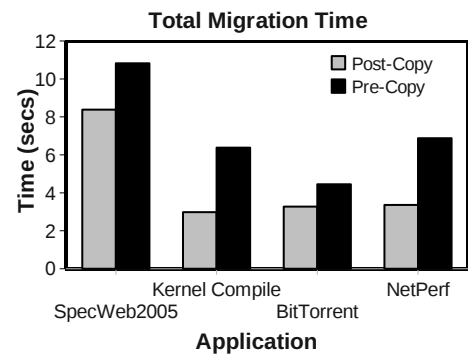 Total Migration Time
12
10
8
6
4
2
0
Time (secs)
Post-Copy
Pre-Copy
Kernel Compile
NetPerf
SpecWeb2005
BitTorrent
Application